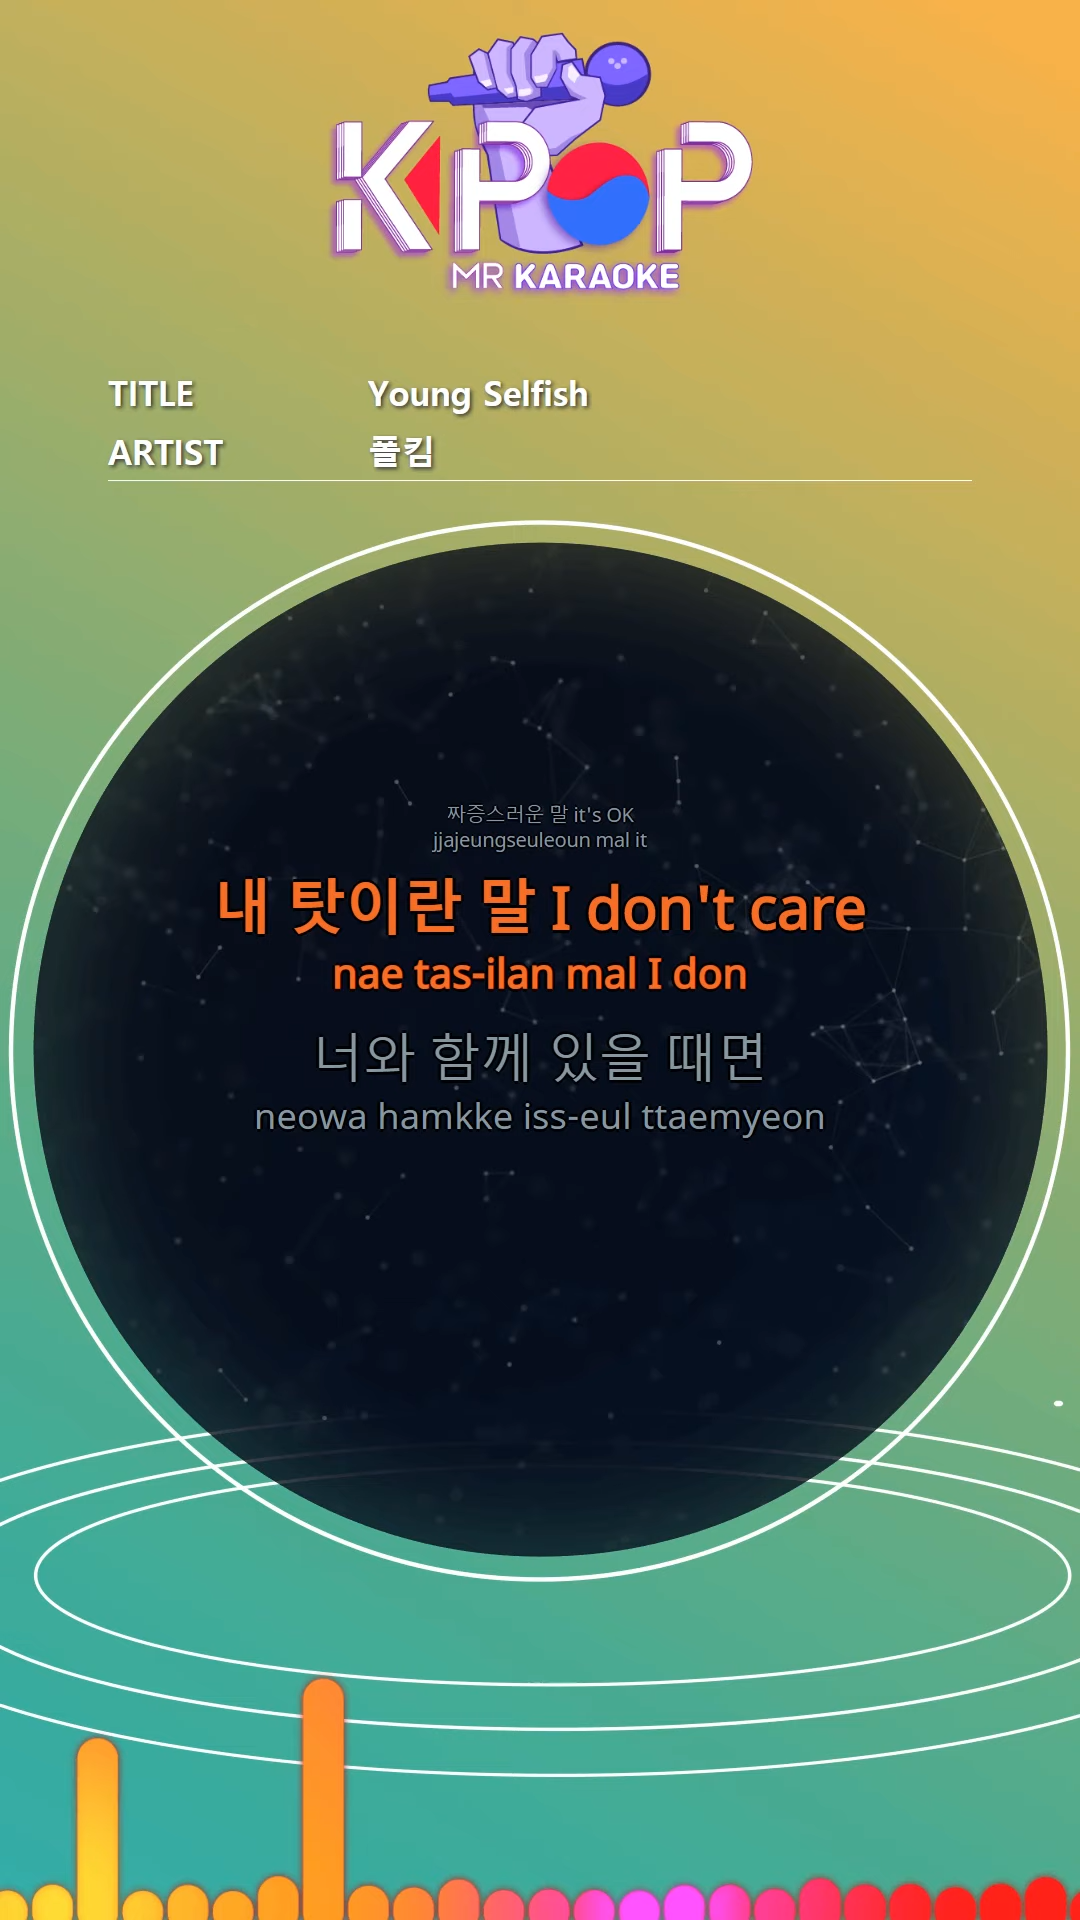 KPOP
MR KARAOKE
TITLE Young Selfish
ARTIST 폴킴
짜증스러운 말 it's OK
jjajeungseuleoun mal it
내 탓이란 말 I don't care
nae tas-ilan mal I don
너와 함께 있을 때면
neowa hamkke iss-eul ttaemyeon